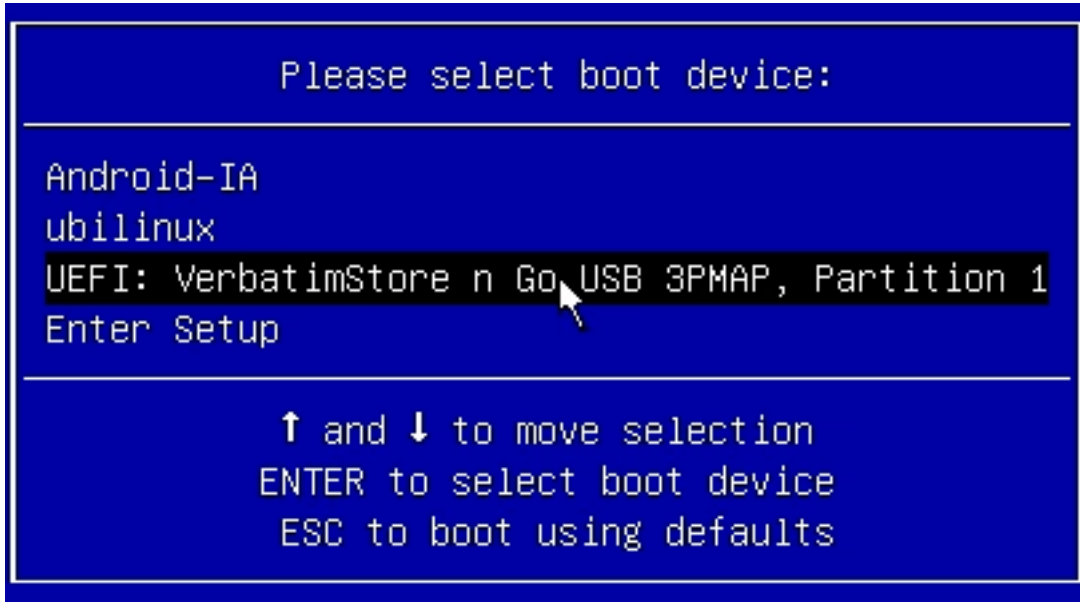 Please select boot device:
Android-IA
ubilinux
UEFI: VerbatimStore n Go USB 3PMAP, Partition 1
Enter Setup
↑ and ↓ to move selection
ENTER to select boot device
ESC to boot using defaults